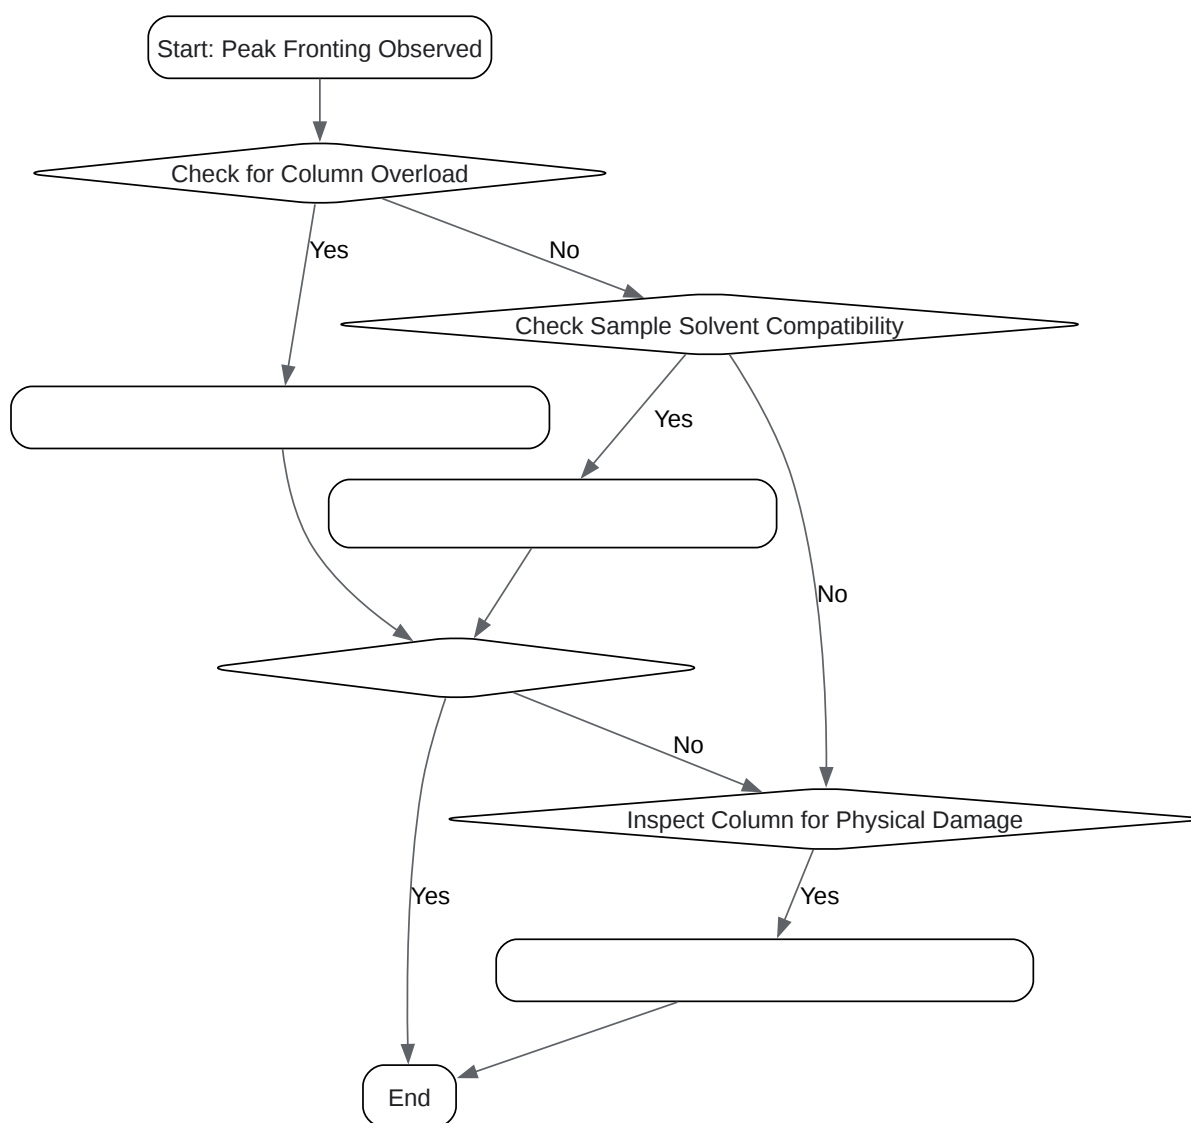 Start: Peak Fronting Observed
Check for Column Overload
Yes
No
Check Sample Solvent Compatibility
Yes
No
No
Inspect Column for Physical Damage
Yes
Yes
End